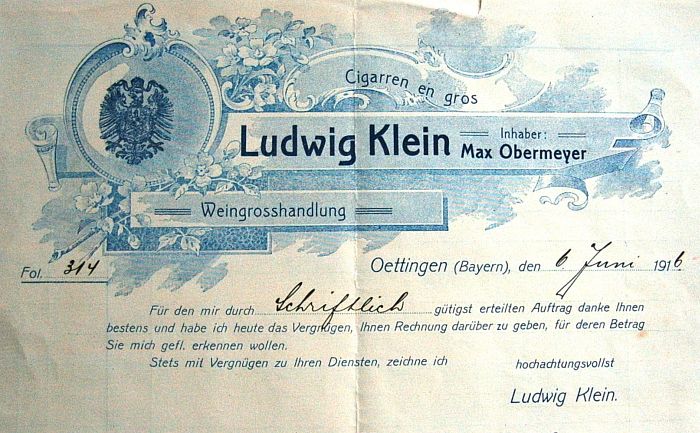 Cigarren en gros
Ludwig Klein Inhaber:
Max Obermeyer
Weingrosshandlung
Fol. 314
Oettingen (Bayern), den 6 Juni 1916
Für den mir durch Schriftlich gütigst erteilten Auftrag danke Ihnen
bestens und habe ich heute das Vergnügen, Ihnen Rechnung darüber zu geben, für deren Betrag
Sie mich gefl. erkennen wollen.
Stets mit Vergnügen zu Ihren Diensten, zeichne ich hochachtungsvollst
Ludwig Klein.